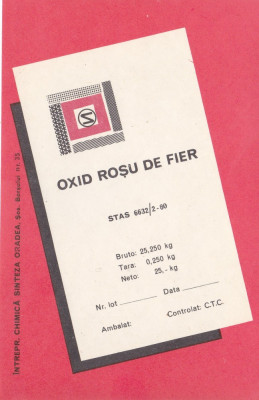 OXID ROȘU DE FIER
STAS 6632/2-80
Bruto: 25,250 kg
Tara: 0,250 kg
Neto: 25,- kg
Nr. lot Data
Ambalat: Controlat: C.T.C.
ÎNTREPR. CHIMICĂ SINTEZA ORADEA, Șos. Borșului nr. 35